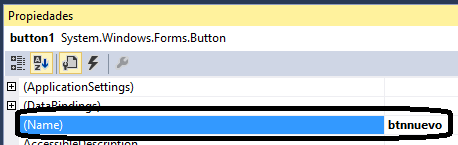 Propiedades
button1 System.Windows.Forms.Button
(ApplicationSettings)
(DataBindings)
(Name) btnnuevo
AccessibleDescription